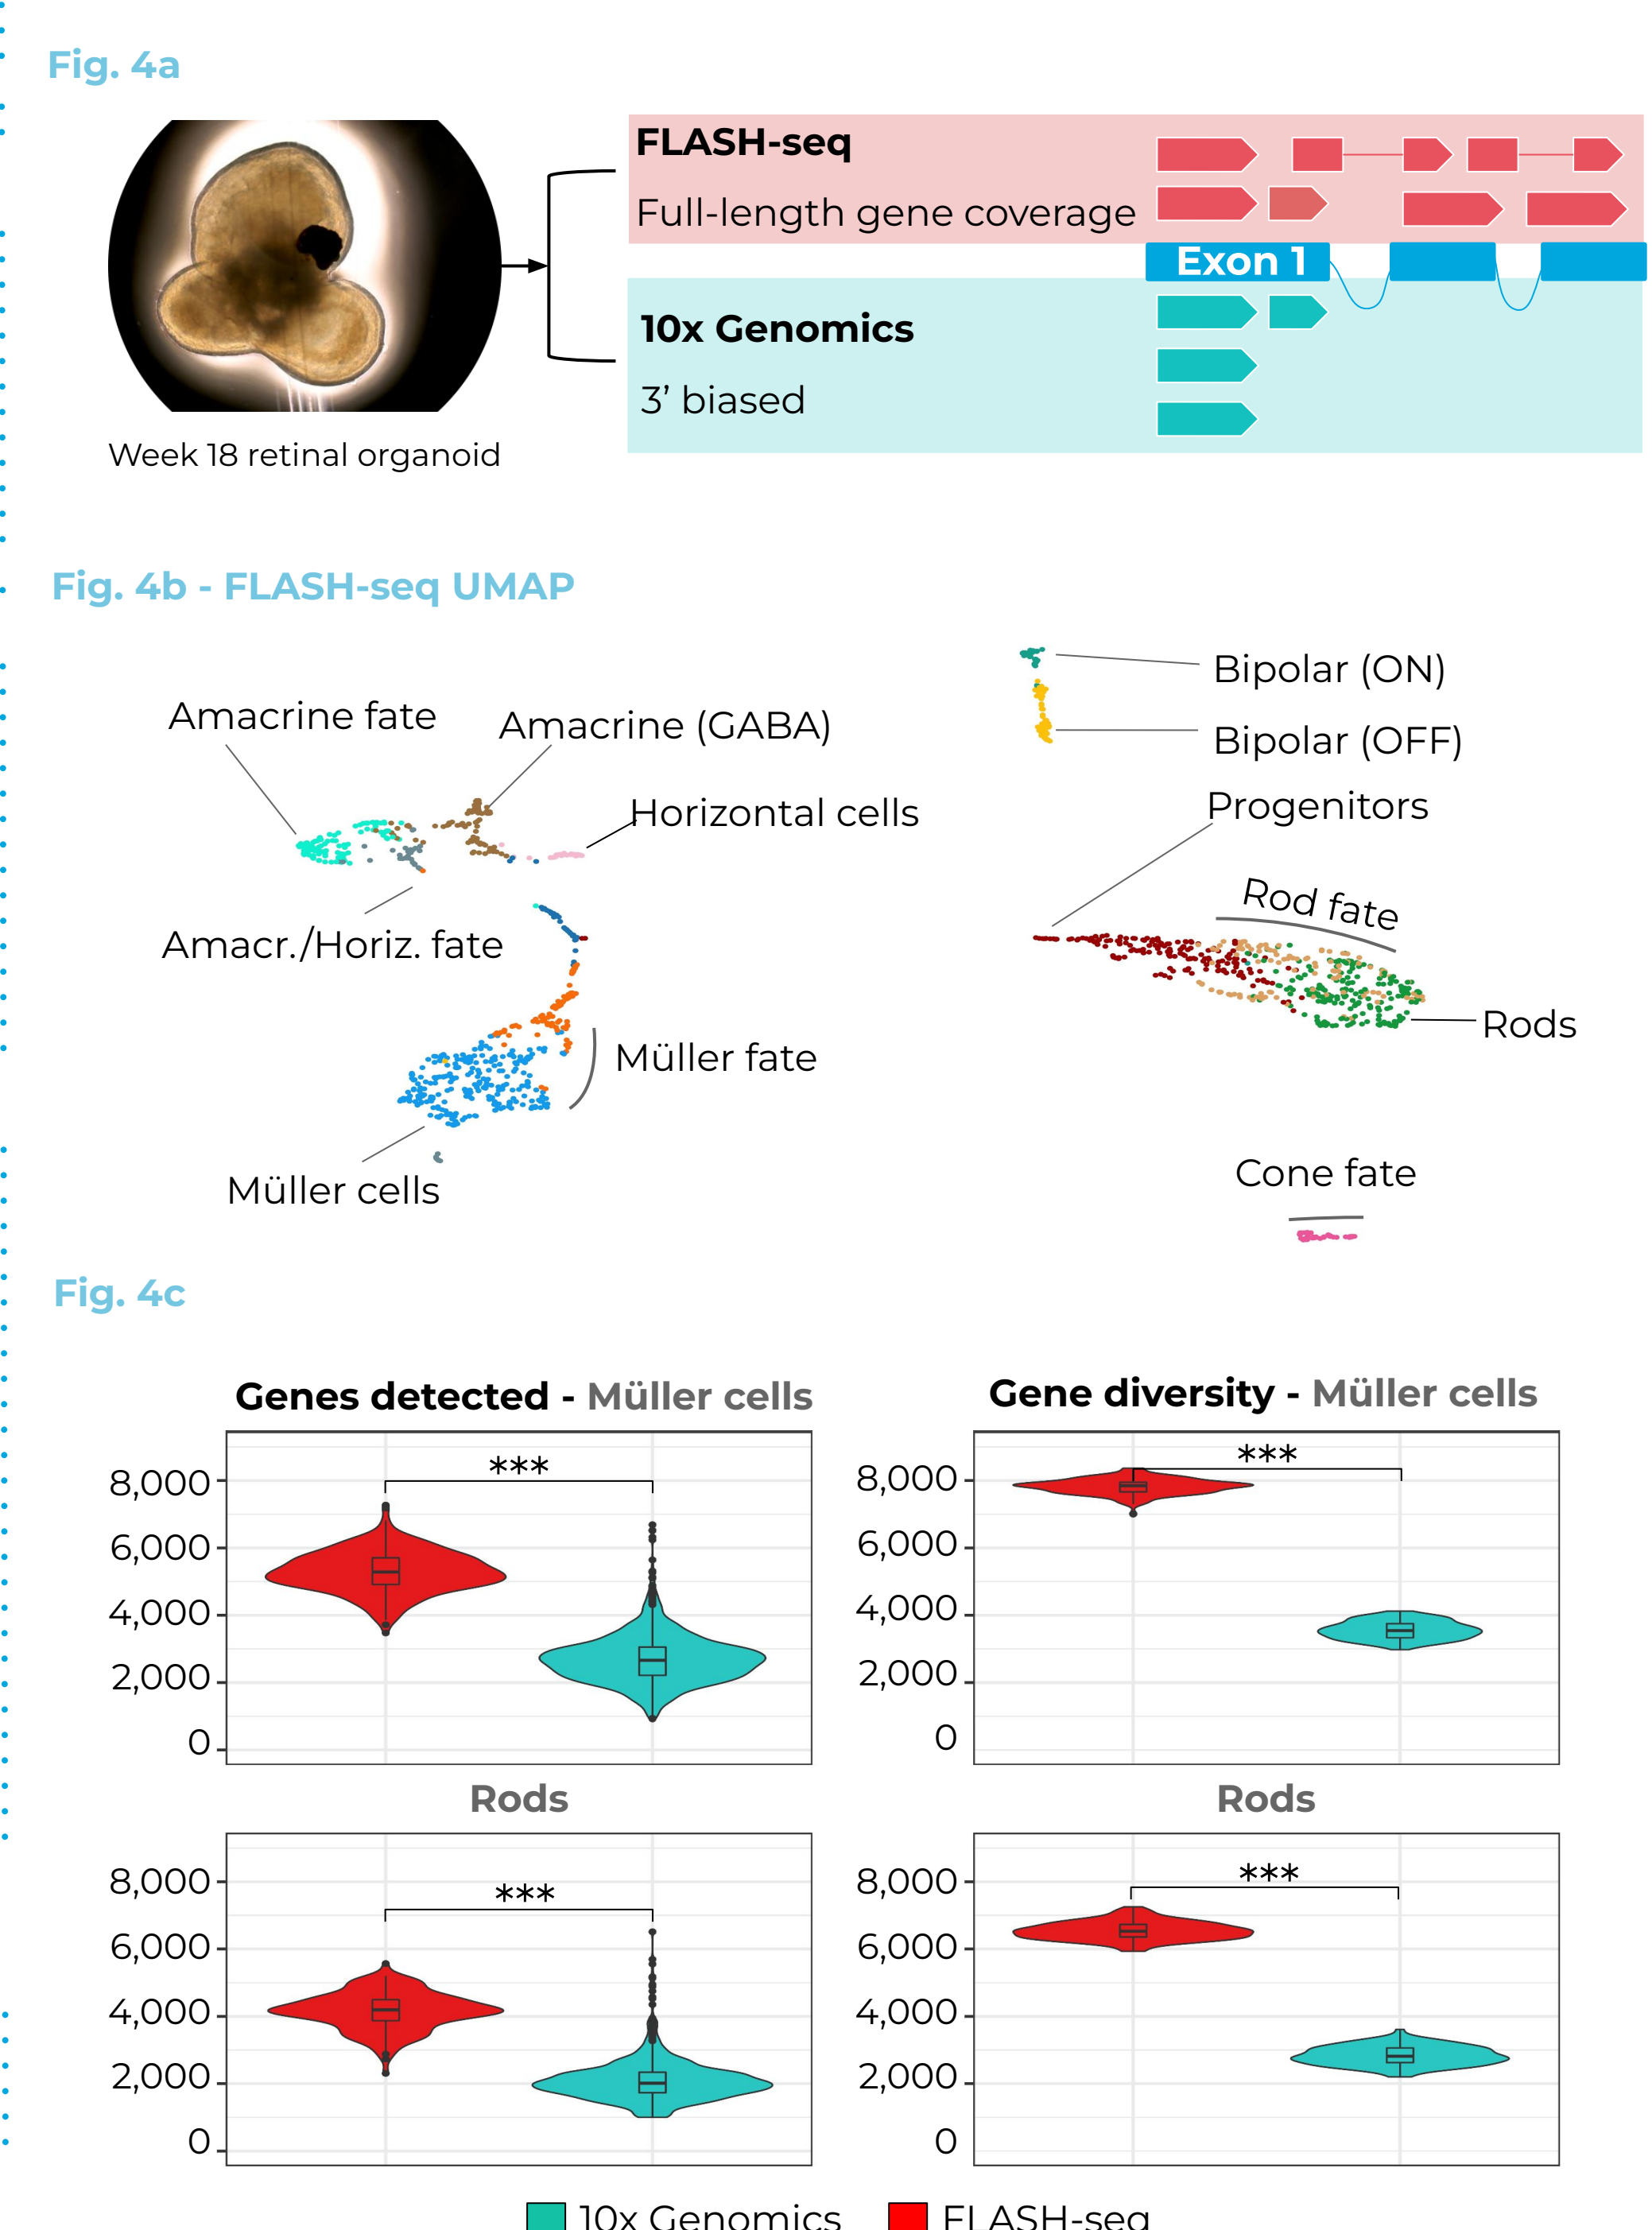 Fig. 4a
FLASH-seq
Full-length gene coverage
Exon 1
10x Genomics
3’ biased
Week 18 retinal organoid
Fig. 4b - FLASH-seq UMAP
Bipolar (ON)
Amacrine fate
Amacrine (GABA)
Bipolar (OFF)
Horizontal cells
Progenitors
Rod fate
Amacr./Horiz. fate
Rods
Müller fate
Müller cells
Cone fate
Fig. 4c
Genes detected - Müller cells
***
8,000
6,000
4,000
2,000
0
Gene diversity - Müller cells
***
8,000
6,000
4,000
2,000
0
Rods
***
8,000
6,000
4,000
2,000
0
Rods
***
8,000
6,000
4,000
2,000
0
10x Genomics
FLASH-seq